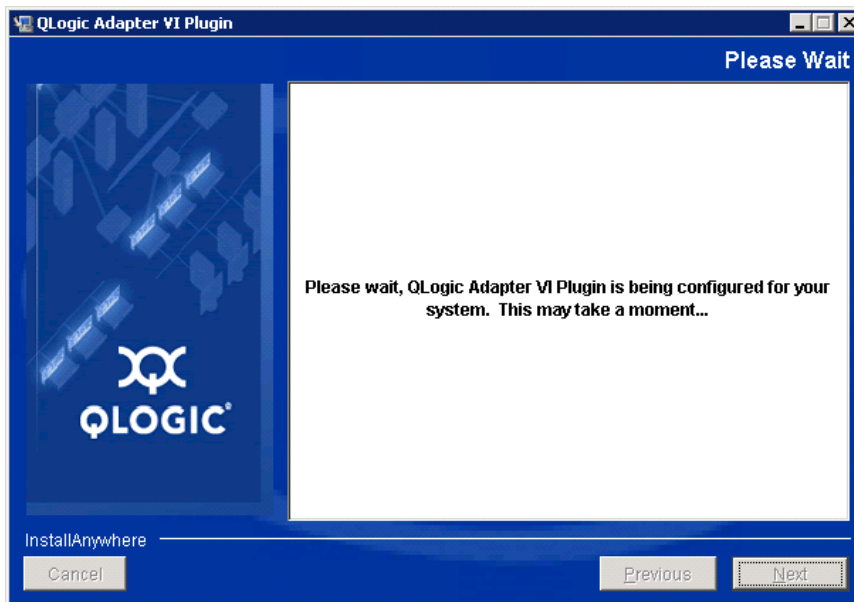 QLogic Adapter VI Plugin
Please Wait
Please wait, QLogic Adapter VI Plugin is being configured for your
system. This may take a moment...
QLOGIC®
InstallAnywhere
Cancel
Previous
Next